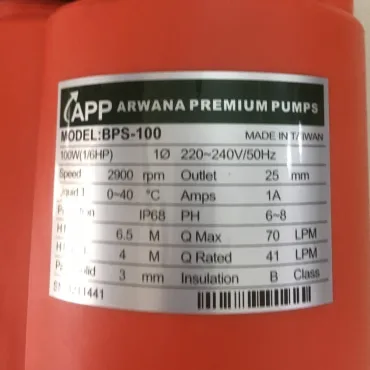 APP ARWANA PREMIUM PUMPS
MODEL:BPS-100 MADE IN TAIWAN
100W(1/6HP) 1Ø 220~240V/50Hz
Speed 2900 rpm Outlet 25 mm
0~40 °C Amps 1A
IP68 PH 6~8
H 6.5 M Q Max 70 LPM
H 4 M Q Rated 41 LPM
3 mm Insulation B Class
1441